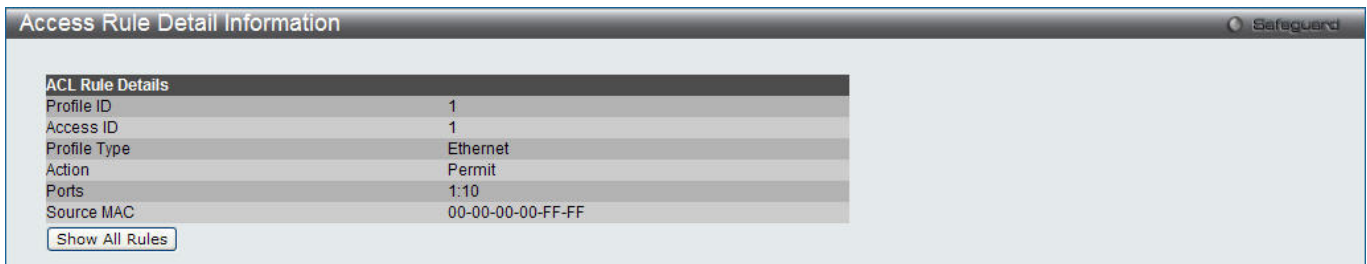 Access Rule Detail Information
Safeguard
ACL Rule Details
Profile ID 1
Access ID 1
Profile Type Ethernet
Action Permit
Ports 1:10
Source MAC 00-00-00-00-FF-FF
Show All Rules